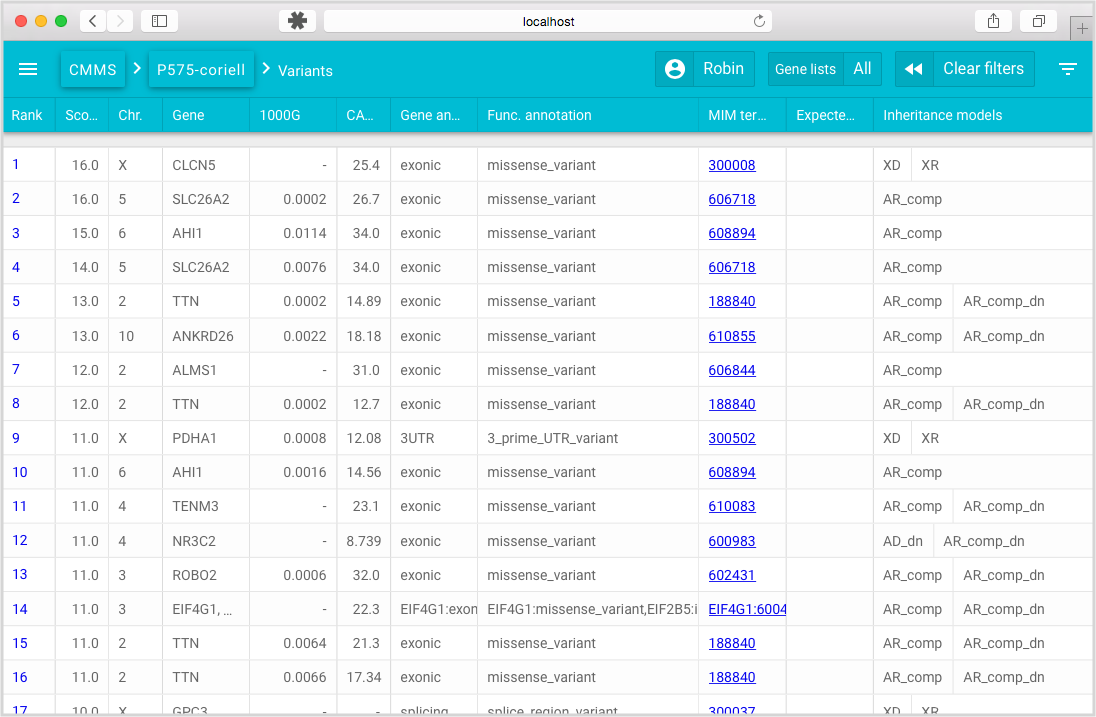 localhost
CMMS P575-coriell Variants Robin Gene lists All Clear filters
Rank Sco... Chr. Gene 1000G CA... Gene an... Func. annotation MIM ter... Expecte... Inheritance models
1 16.0 X CLCN5 - 25.4 exonic missense_variant 300008 XD XR
2 16.0 5 SLC26A2 0.0002 26.7 exonic missense_variant 606718 AR_comp
3 15.0 6 AHI1 0.0114 34.0 exonic missense_variant 608894 AR_comp
4 14.0 5 SLC26A2 0.0076 34.0 exonic missense_variant 606718 AR_comp
5 13.0 2 TTN 0.0002 14.89 exonic missense_variant 188840 AR_comp AR_comp_dn
6 13.0 10 ANKRD26 0.0022 18.18 exonic missense_variant 610855 AR_comp AR_comp_dn
7 12.0 2 ALMS1 - 31.0 exonic missense_variant 606844 AR_comp
8 12.0 2 TTN 0.0002 12.7 exonic missense_variant 188840 AR_comp AR_comp_dn
9 11.0 X PDHA1 0.0008 12.08 3UTR 3_prime_UTR_variant 300502 XD XR
10 11.0 6 AHI1 0.0016 14.56 exonic missense_variant 608894 AR_comp
11 11.0 4 TENM3 - 23.1 exonic missense_variant 610083 AR_comp AR_comp_dn
12 11.0 4 NR3C2 - 8.739 exonic missense_variant 600983 AD_dn AR_comp_dn
13 11.0 3 ROBO2 0.0006 32.0 exonic missense_variant 602431 AR_comp AR_comp_dn
14 11.0 3 EIF4G1, ... - 22.3 EIF4G1:exon EIF4G1:missense_variant,EIF2B5:i EIF4G1:6004 AR_comp AR_comp_dn
15 11.0 2 TTN 0.0064 21.3 exonic missense_variant 188840 AR_comp AR_comp_dn
16 11.0 2 TTN 0.0066 17.34 exonic missense_variant 188840 AR_comp AR_comp_dn
17 10.0 X GPC3 - - splicing splice_region_variant 300037 XD XR